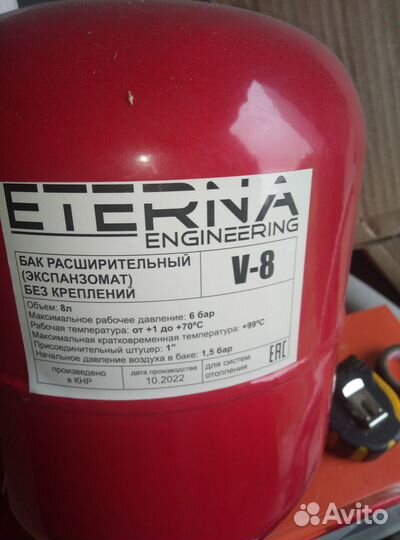 ETERNA
ENGINEERING
БАК РАСШИРИТЕЛЬНЫЙ
(ЭКСПАНЗОМАТ)
БЕЗ КРЕПЛЕНИЙ
V-8
Объем: 8л
Максимальное рабочее давление: 6 бар
Рабочая температура: от +1 до +70ºС
Максимальная кратковременная температура: +99ºС
Присоединительный штуцер: 1"
Начальное давление воздуха в баке: 1,5 бар
EAC
произведено
в КНР
дата производства
10.2022
для систем
отопления
Avito